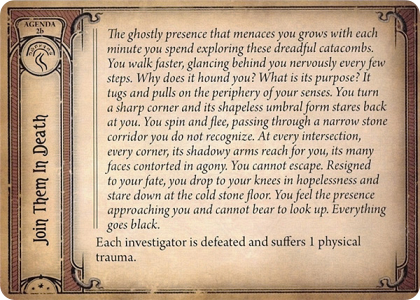 AGENDA
2b
Join Them In Death
The ghostly presence that menaces you grows with each
minute you spend exploring these dreadful catacombs.
You walk faster, glancing behind you nervously every few
steps. Why does it hound you? What is its purpose? It
tugs and pulls on the periphery of your senses. You turn
a sharp corner and its shapeless umbral form stares back
at you. You spin and flee, passing through a narrow stone
corridor you do not recognize. At every intersection,
every corner, its shadowy arms reach for you, its many
faces contorted in agony. You cannot escape. Resigned
to your fate, you drop to your knees in hopelessness and
stare down at the cold stone floor. You feel the presence
approaching you and cannot bear to look up. Everything
goes black.
Each investigator is defeated and suffers 1 physical
trauma.